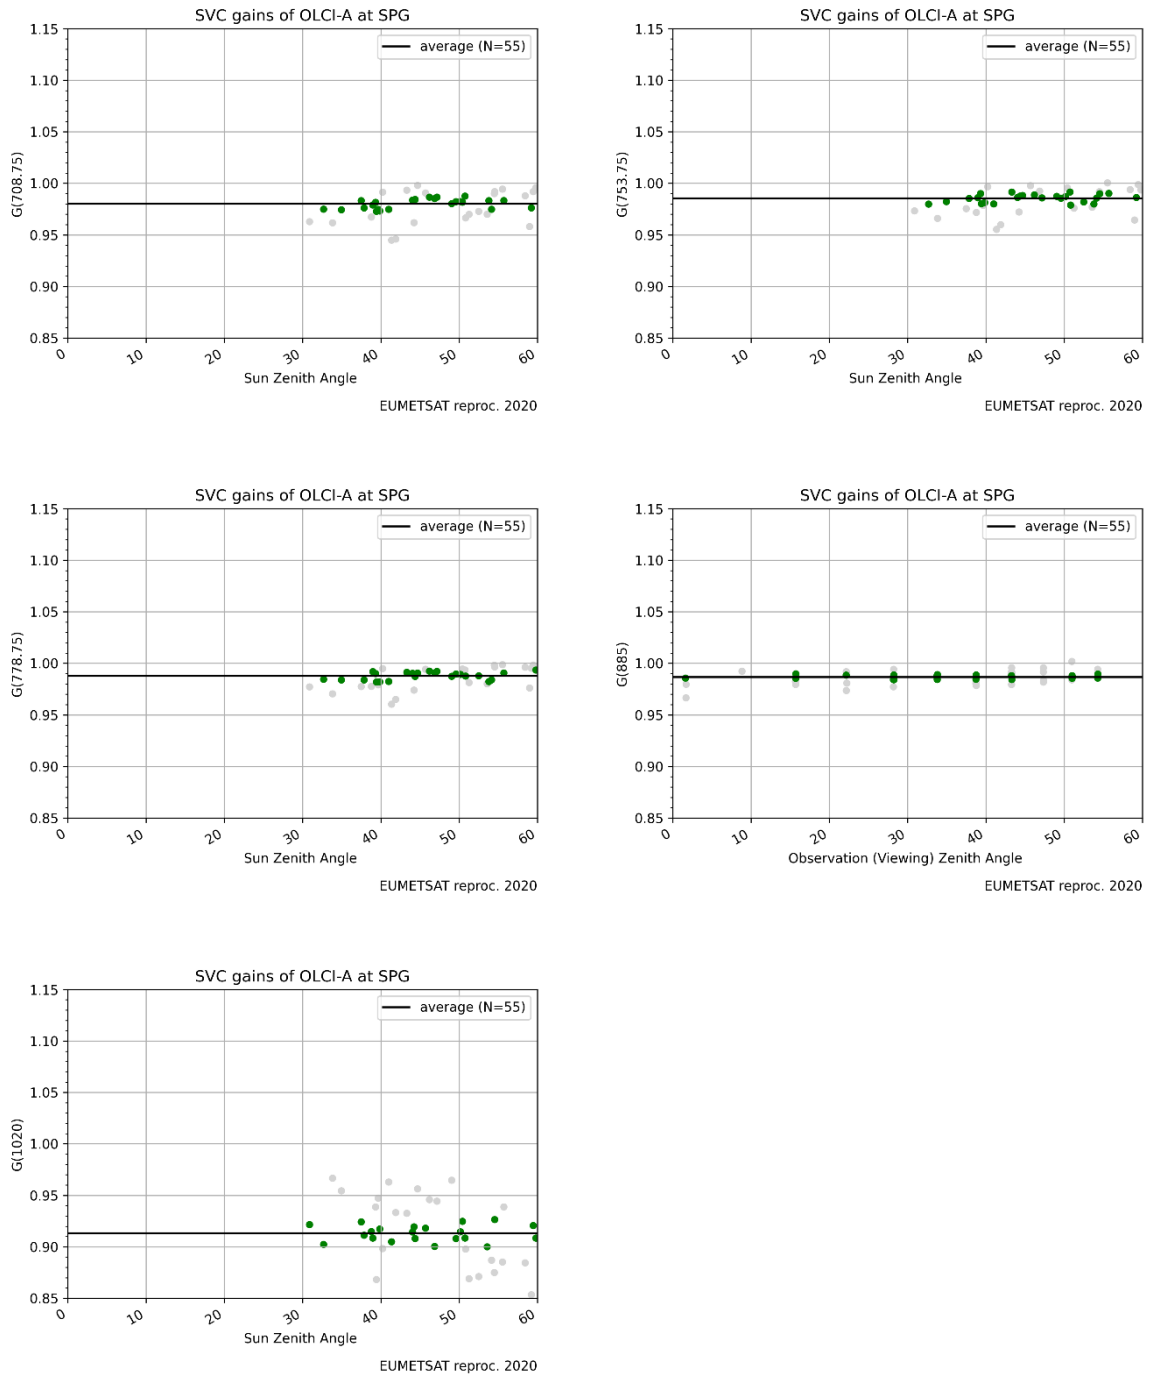 SVC gains of OLCI-A at SPG
average (N=55)
G(708.75)
1.15
1.10
1.05
1.00
0.95
0.90
0.85
0
10
20
30
40
50
60
Sun Zenith Angle
EUMETSAT reproc. 2020
SVC gains of OLCI-A at SPG
average (N=55)
G(753.75)
1.15
1.10
1.05
1.00
0.95
0.90
0.85
0
10
20
30
40
50
60
Sun Zenith Angle
EUMETSAT reproc. 2020
SVC gains of OLCI-A at SPG
average (N=55)
G(778.75)
1.15
1.10
1.05
1.00
0.95
0.90
0.85
0
10
20
30
40
50
60
Sun Zenith Angle
EUMETSAT reproc. 2020
SVC gains of OLCI-A at SPG
average (N=55)
G(885)
1.15
1.10
1.05
1.00
0.95
0.90
0.85
0
10
20
30
40
50
60
Observation (Viewing) Zenith Angle
EUMETSAT reproc. 2020
SVC gains of OLCI-A at SPG
average (N=55)
G(1020)
1.15
1.10
1.05
1.00
0.95
0.90
0.85
0
10
20
30
40
50
60
Sun Zenith Angle
EUMETSAT reproc. 2020